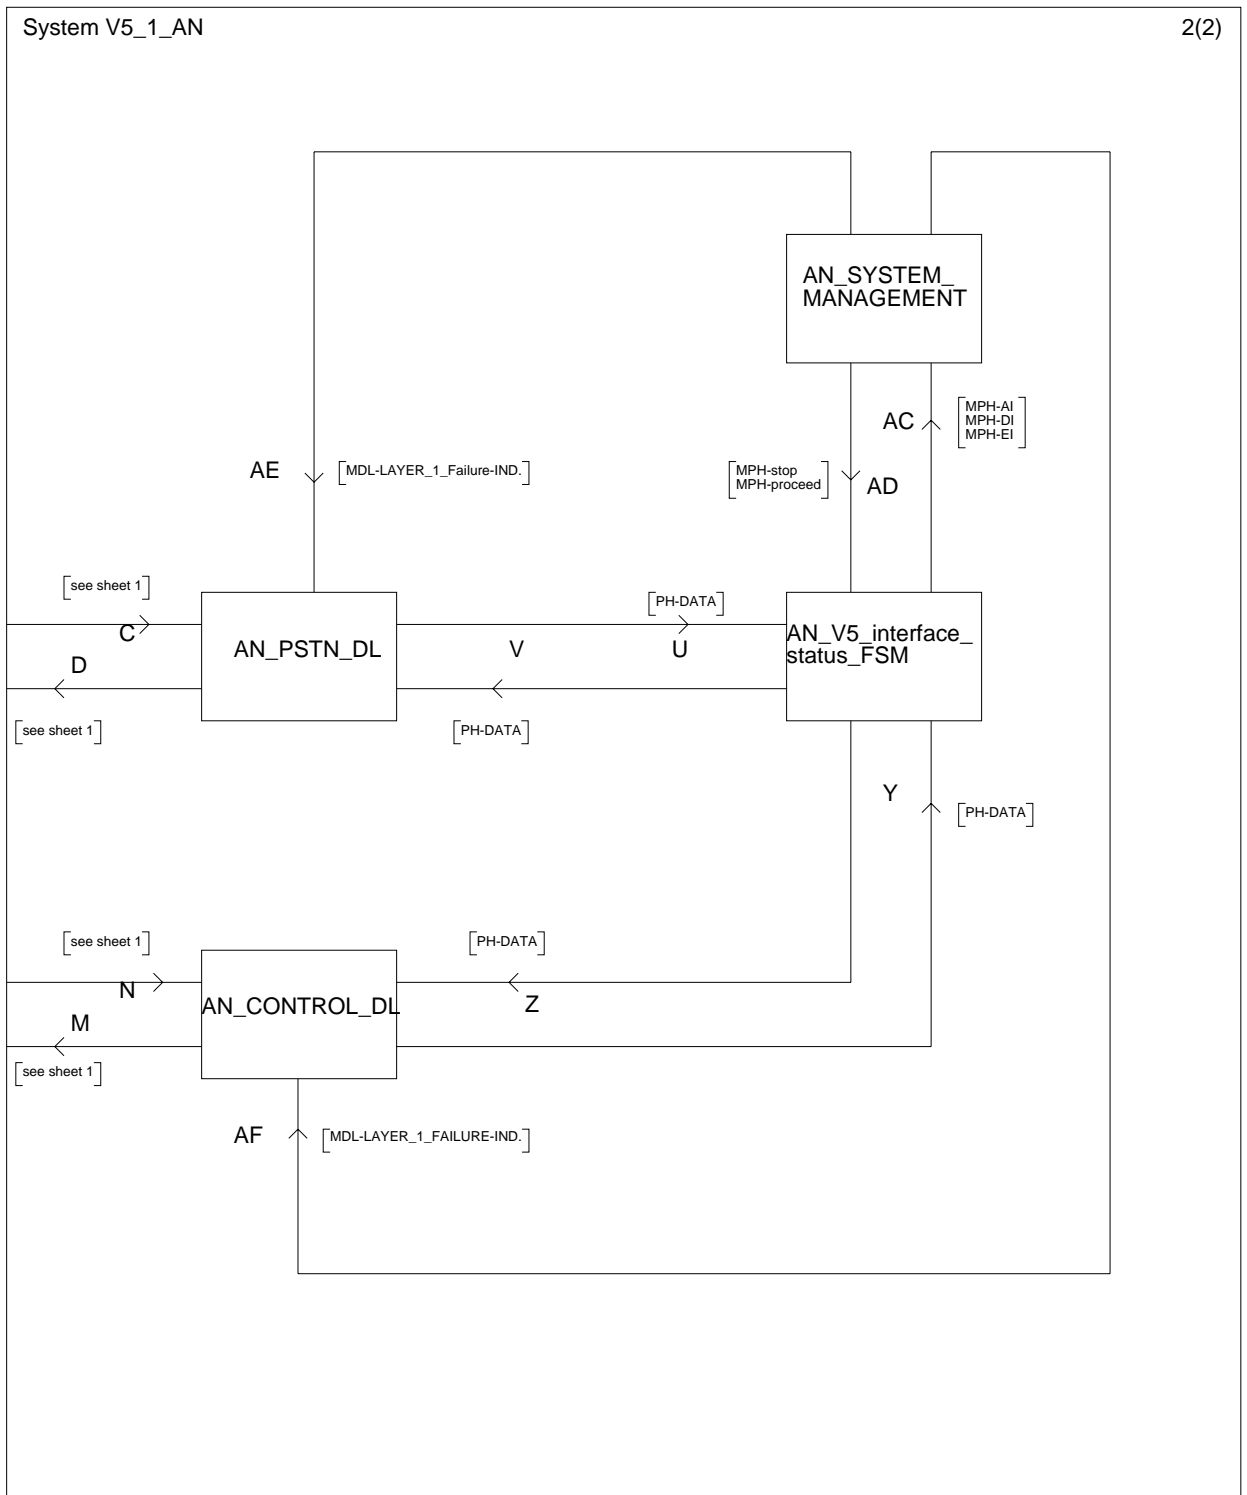 System V5_1_AN
2(2)
AN_SYSTEM_
MANAGEMENT
AC
MPH-AI
MPH-DI
MPH-EI
AE
MDL-LAYER_1_Failure-IND.
MPH-stop
MPH-proceed
AD
see sheet 1
C
AN_PSTN_DL
D
see sheet 1
PH-DATA
V
U
PH-DATA
AN_V5_interface_
status_FSM
Y
PH-DATA
see sheet 1
N
AN_CONTROL_DL
M
see sheet 1
PH-DATA
Z
AF
MDL-LAYER_1_FAILURE-IND.